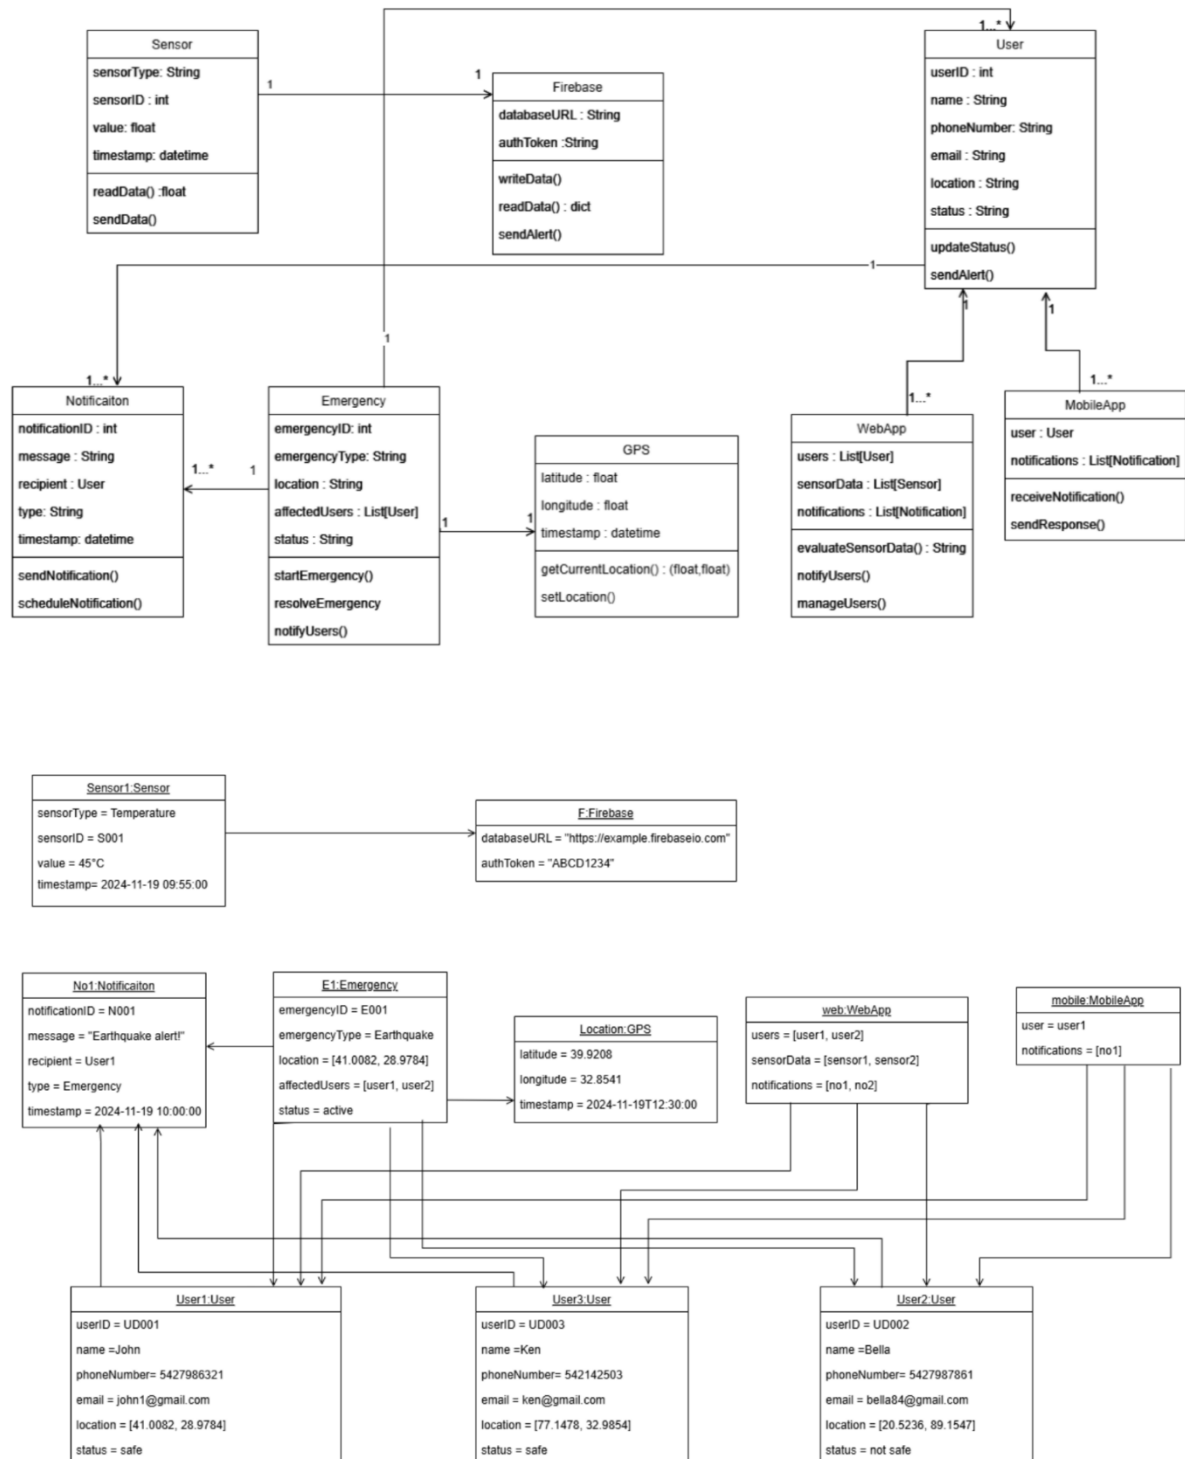 Sensor
sensorType: String
sensorID : int
value: float
timestamp: datetime
readData() :float
sendData()
1
1
Firebase
databaseURL : String
authToken :String
writeData()
readData() : dict
sendAlert()
1...*
User
userID : int
name : String
phoneNumber: String
email : String
location : String
status : String
updateStatus()
sendAlert()
1
1
1
1
1...*
Notificaiton
notificationID : int
message : String
recipient : User
type: String
timestamp: datetime
sendNotification()
scheduleNotification()
1...*
1
Emergency
emergencyID: int
emergencyType: String
location : String
affectedUsers : List[User]
status : String
startEmergency()
resolveEmergency
notifyUsers()
1
1
GPS
latitude : float
longitude : float
timestamp : datetime
getCurrentLocation() : (float,float)
setLocation()
1...*
WebApp
users : List[User]
sensorData : List[Sensor]
notifications : List[Notification]
evaluateSensorData() : String
notifyUsers()
manageUsers()
1...*
MobileApp
user : User
notifications : List[Notification]
receiveNotification()
sendResponse()
Sensor1:Sensor
sensorType = Temperature
sensorID = S001
value = 45°C
timestamp= 2024-11-19 09:55:00
F:Firebase
databaseURL = "https://example.firebaseio.com"
authToken = "ABCD1234"
No1:Notificaiton
notificationID = N001
message = "Earthquake alert!"
recipient = User1
type = Emergency
timestamp = 2024-11-19 10:00:00
E1:Emergency
emergencyID = E001
emergencyType = Earthquake
location = [41.0082, 28.9784]
affectedUsers = [user1, user2]
status = active
Location:GPS
latitude = 39.9208
longitude = 32.8541
timestamp = 2024-11-19T12:30:00
web:WebApp
users = [user1, user2]
sensorData = [sensor1, sensor2]
notifications = [no1, no2]
mobile:MobileApp
user = user1
notifications = [no1]
User1:User
userID = UD001
name =John
phoneNumber= 5427986321
email = john1@gmail.com
location = [41.0082, 28.9784]
status = safe
User3:User
userID = UD003
name =Ken
phoneNumber= 542142503
email = ken@gmail.com
location = [77.1478, 32.9854]
status = safe
User2:User
userID = UD002
name =Bella
phoneNumber= 5427987861
email = bella84@gmail.com
location = [20.5236, 89.1547]
status = not safe